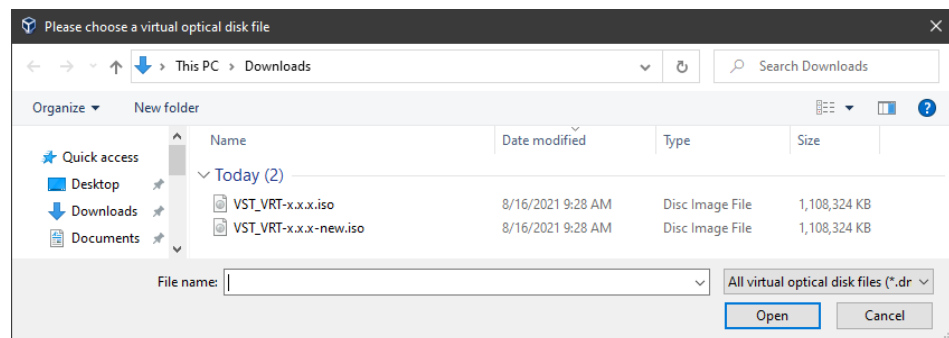 Please choose a virtual optical disk file
This PC > Downloads
Search Downloads
Organize
New folder
Name
Date modified
Type
Size
Quick access
Desktop
Downloads
Documents
Today (2)
VST_VRT-x.x.x.iso 8/16/2021 9:28 AM Disc Image File 1,108,324 KB
VST_VRT-x.x.x-new.iso 8/16/2021 9:28 AM Disc Image File 1,108,324 KB
File name:
All virtual optical disk files (*.dr
Open
Cancel